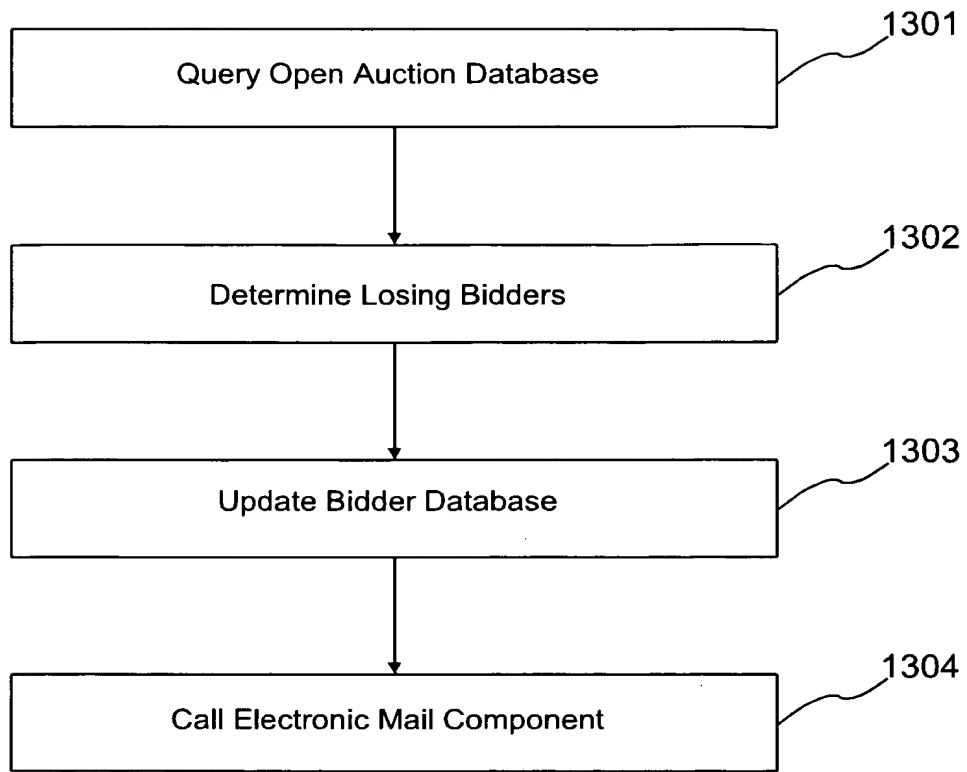 1301
Query Open Auction Database
1302
Determine Losing Bidders
1303
Update Bidder Database
1304
Call Electronic Mail Component